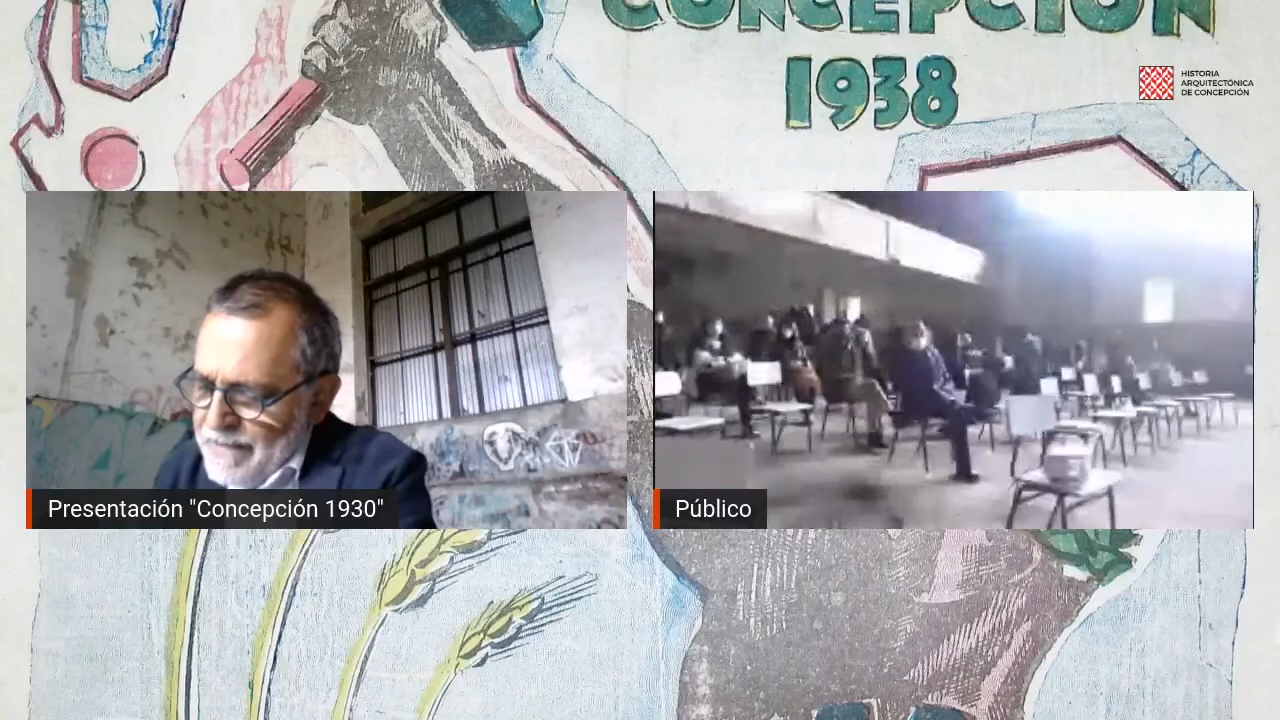 CONCEPCIÓN
1938
HISTORIA
ARQUITECTÓNICA
DE CONCEPCIÓN
Presentación "Concepción 1930"
Público